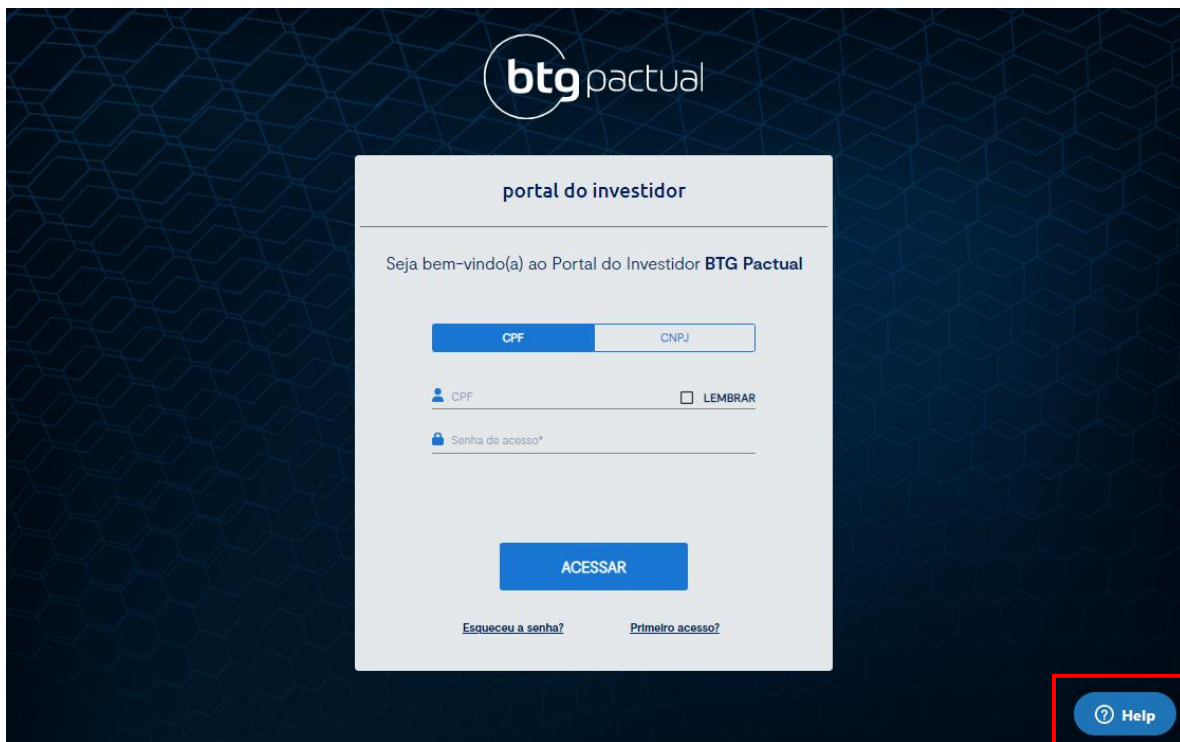 btg pactual
portal do investidor
Seja bem-vindo(a) ao Portal do Investidor BTG Pactual
CPF CNPJ
CPF LEMBRAR
Senha de acesso*
ACESSAR
Esqueceu a senha? Primeiro acesso?
? Help